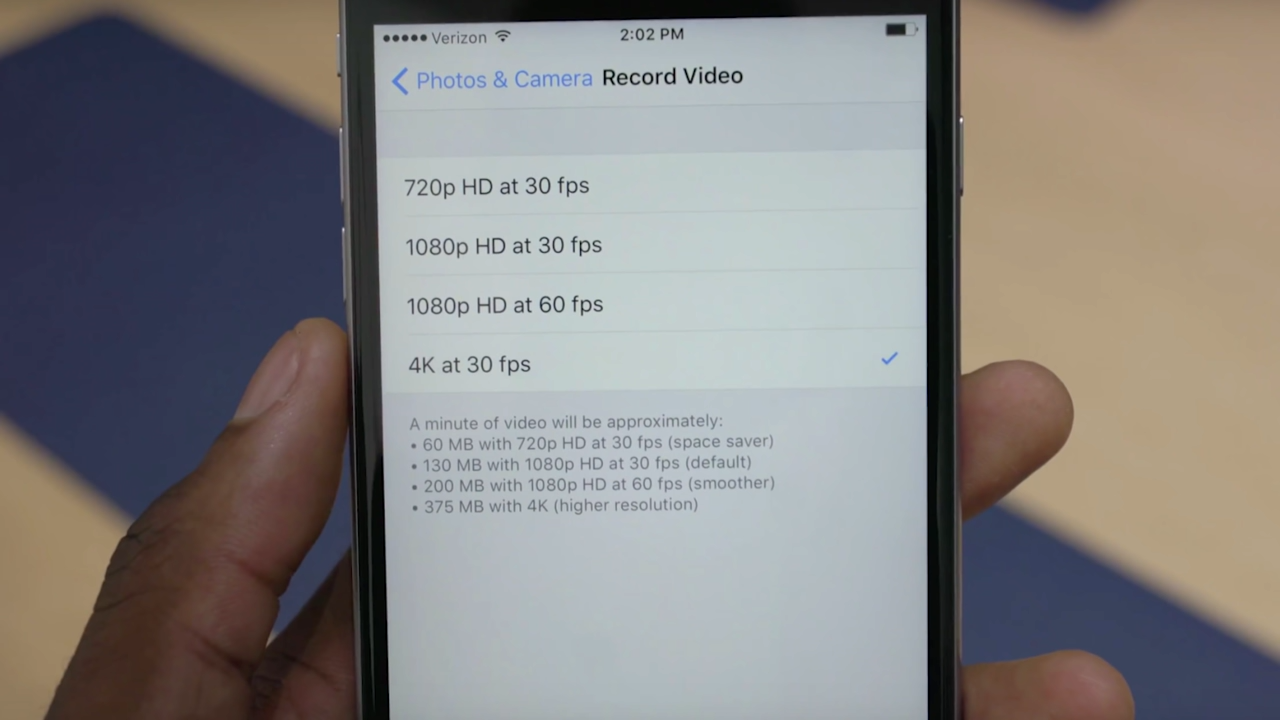 ●●●●● Verizon 2:02 PM
Photos & Camera Record Video
720p HD at 30 fps
1080p HD at 30 fps
1080p HD at 60 fps
4K at 30 fps
A minute of video will be approximately:
• 60 MB with 720p HD at 30 fps (space saver)
• 130 MB with 1080p HD at 30 fps (default)
• 200 MB with 1080p HD at 60 fps (smoother)
• 375 MB with 4K (higher resolution)